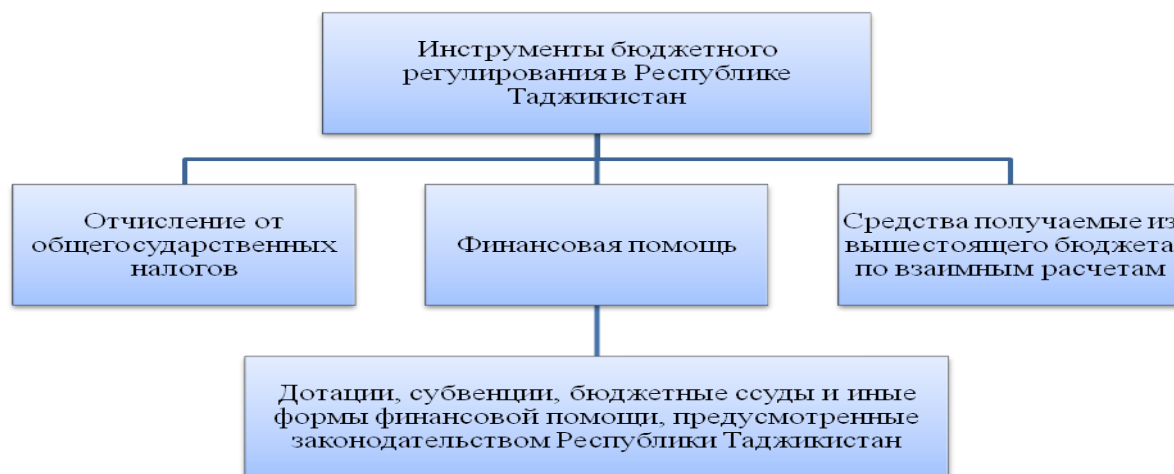 Инструменты бюджетного
регулирования в Республике
Таджикистан
Отчисление от
общегосударственных
налогов
Финансовая помощь
Средства получаемые из
вышестоящего бюджета
по взаимным расчетам
Дотации, субвенции, бюджетные ссуды и иные
формы финансовой помощи, предусмотренные
законодательством Республики Таджикистан